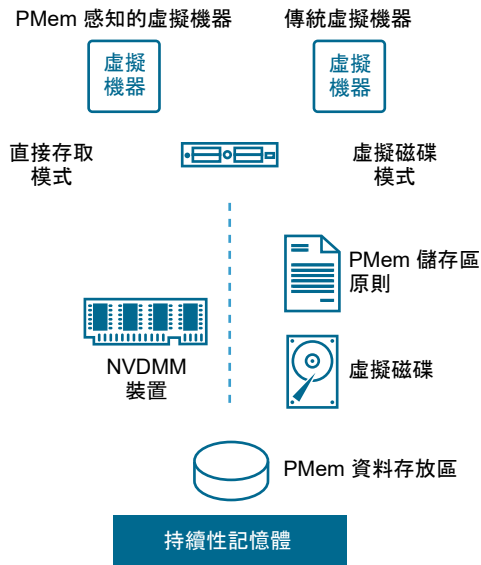 PMem 感知的虛擬機器
傳統虛擬機器
虛擬
機器
虛擬
機器
直接存取
模式
虛擬磁碟
模式
PMem 儲存區
原則
NVDMM
裝置
虛擬磁碟
PMem 資料存放區
持續性記憶體